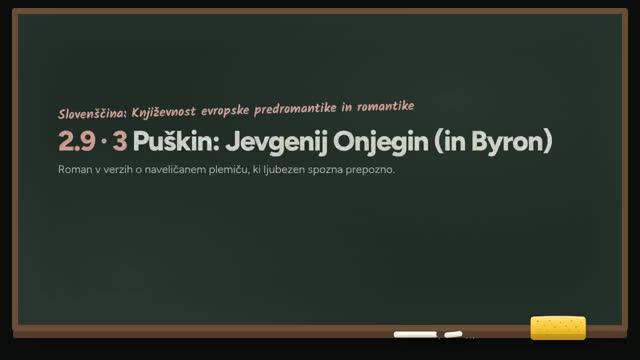 Slovenščina: Književnost evropske predromantike in romantike
2.9 · 3 Puškin: Jevgenij Onjegin (in Byron)
Roman v verzih o naveličanem plemiču, ki ljubezen spozna prepozno.